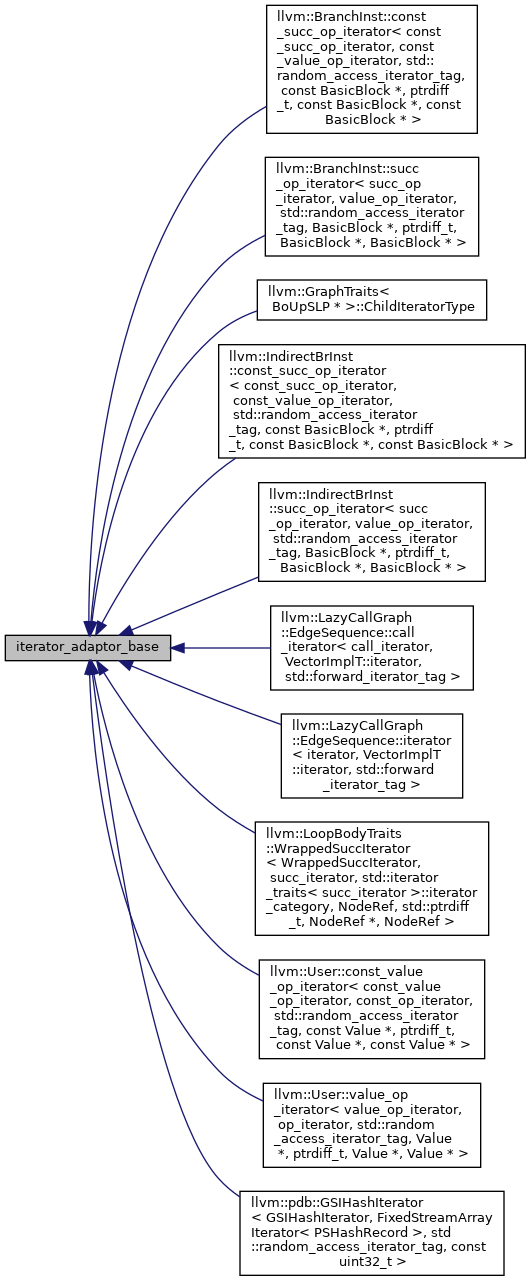 llvm::BranchInst::const
_succ_op_iterator< const
_succ_op_iterator, const
_value_op_iterator, std::
random_access_iterator_tag,
const BasicBlock *, ptrdiff
_t, const BasicBlock *, const
BasicBlock * >
llvm::BranchInst::succ
_op_iterator< succ_op
_iterator, value_op_iterator,
std::random_access_iterator
_tag, BasicBlock *, ptrdiff_t,
BasicBlock *, BasicBlock * >
llvm::GraphTraits<
BoUpSLP * >::ChildIteratorType
llvm::IndirectBrInst
::const_succ_op_iterator
< const_succ_op_iterator,
const_value_op_iterator,
std::random_access_iterator
_tag, const BasicBlock *, ptrdiff
_t, const BasicBlock *, const BasicBlock * >
llvm::IndirectBrInst
::succ_op_iterator< succ
_op_iterator, value_op_iterator,
std::random_access_iterator
_tag, BasicBlock *, ptrdiff_t,
BasicBlock *, BasicBlock * >
iterator_adaptor_base
llvm::LazyCallGraph
::EdgeSequence::call
_iterator< call_iterator,
VectorImplT::iterator,
std::forward_iterator_tag >
llvm::LazyCallGraph
::EdgeSequence::iterator
< iterator, VectorImplT
::iterator, std::forward
_iterator_tag >
llvm::LoopBodyTraits
::WrappedSuccIterator
< WrappedSuccIterator,
succ_iterator, std::iterator
_traits< succ_iterator >::iterator
_category, NodeRef, std::ptrdiff
_t, NodeRef *, NodeRef >
llvm::User::const_value
_op_iterator< const_value
_op_iterator, const_op_iterator,
std::random_access_iterator
_tag, const Value *, ptrdiff_t,
const Value *, const Value * >
llvm::User::value_op
_iterator< value_op_iterator,
op_iterator, std::random
_access_iterator_tag, Value
*, ptrdiff_t, Value *, Value * >
llvm::pdb::GSIHashIterator
< GSIHashIterator, FixedStreamArray
Iterator< PSHashRecord >, std
::random_access_iterator_tag, const
uint32_t >